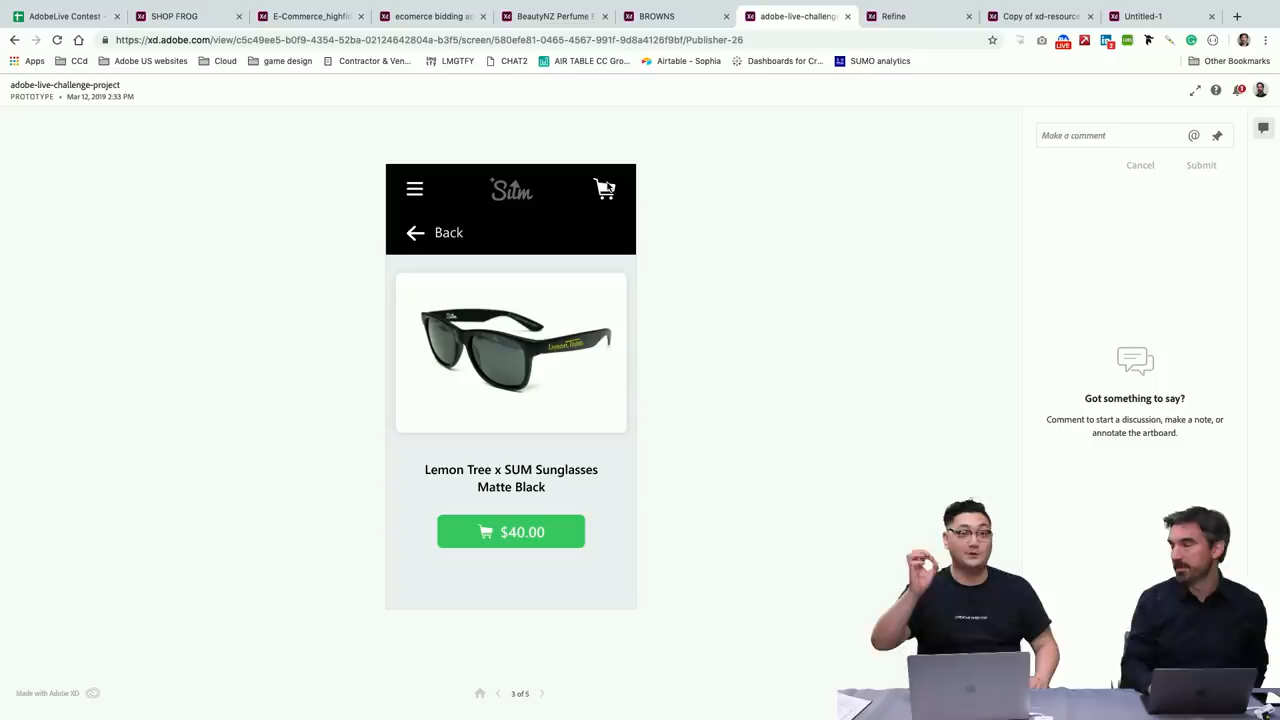 AdobeLive Contest -
SHOP FROG
E-Commerce_highfi
ecomerce bidding ap
BeautyNZ Perfume E
BROWNS
adobe-live-challeng
Refine
Copy of xd-resourc
Untitled-1
https://xd.adobe.com/view/c5c49ee5-b0f9-4354-52ba-02124642804a-b3f5/screen/580efe81-0465-4567-991f-9d8a4126f9bf/Publisher-26
LIVE
2
Apps
CCd
Adobe US websites
Cloud
game design
Contractor & Ven...
LMGTFY
CHAT2
AIR TABLE CC Gro...
Airtable - Sophia
Dashboards for Cr...
SUMO analytics
Other Bookmarks
adobe-live-challenge-project
PROTOTYPE • Mar 12, 2019 2:33 PM
Make a comment
Cancel
Submit
Sum
Back
Lemon Tree x SUM Sunglasses
Matte Black
$40.00
Got something to say?
Comment to start a discussion, make a note, or
annotate the artboard.
Made with Adobe XD
3 of 5